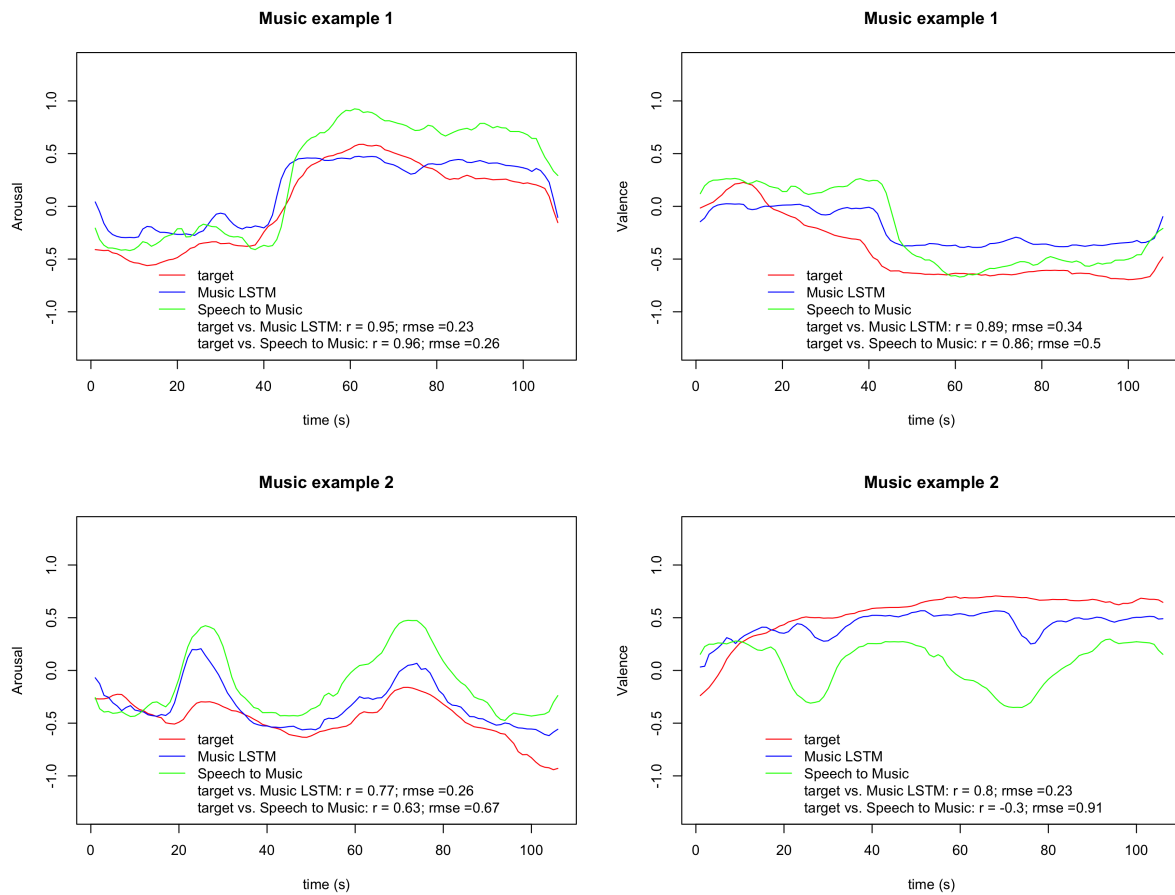 Music example 1
Arousal
1.0
0.5
0.0
-0.5
-1.0
target
Music LSTM
Speech to Music
target vs. Music LSTM: r = 0.95; rmse =0.23
target vs. Speech to Music: r = 0.96; rmse =0.26
0 20 40 60 80 100
time (s)
Music example 1
Valence
1.0
0.5
0.0
-0.5
-1.0
target
Music LSTM
Speech to Music
target vs. Music LSTM: r = 0.89; rmse =0.34
target vs. Speech to Music: r = 0.86; rmse =0.5
0 20 40 60 80 100
time (s)
Music example 2
Arousal
1.0
0.5
0.0
-0.5
-1.0
target
Music LSTM
Speech to Music
target vs. Music LSTM: r = 0.77; rmse =0.26
target vs. Speech to Music: r = 0.63; rmse =0.67
0 20 40 60 80 100
time (s)
Music example 2
Valence
1.0
0.5
0.0
-0.5
-1.0
target
Music LSTM
Speech to Music
target vs. Music LSTM: r = 0.8; rmse =0.23
target vs. Speech to Music: r = -0.3; rmse =0.91
0 20 40 60 80 100
time (s)